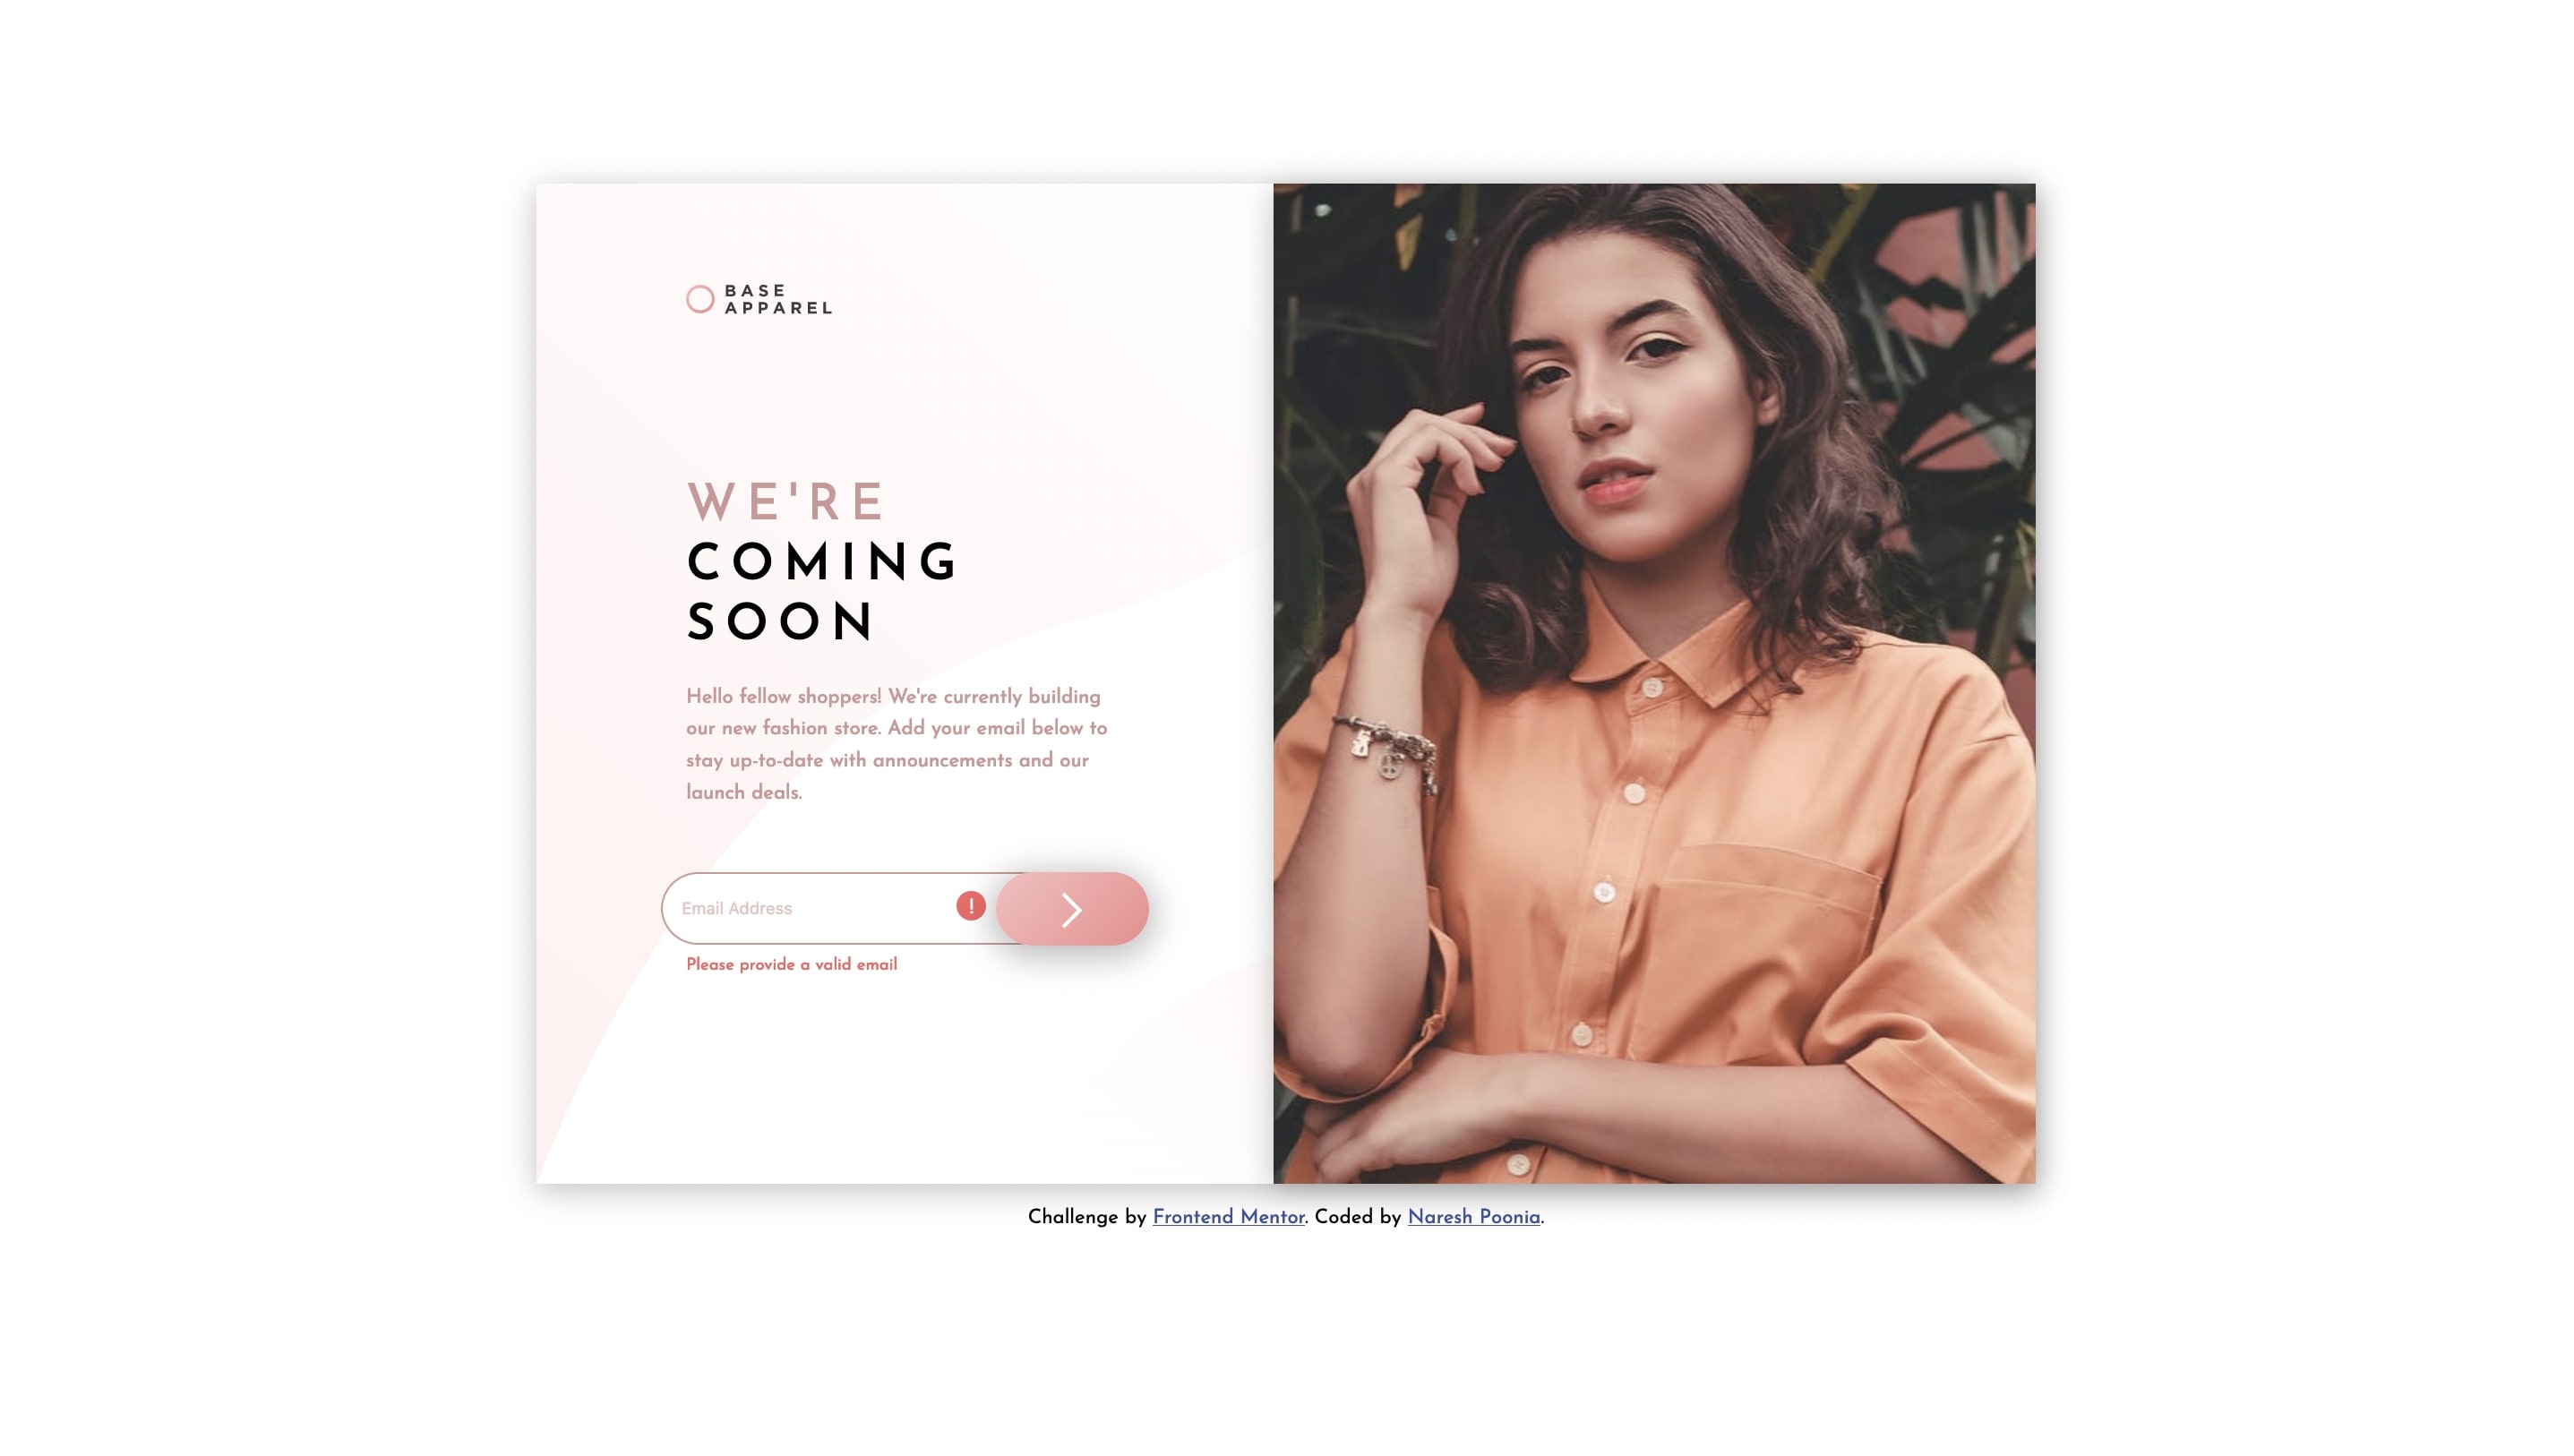 BASE
APPAREL
WE'RE
COMING
SOON
Hello fellow shoppers! We're currently building
our new fashion store. Add your email below to
stay up-to-date with announcements and our
launch deals.
Email Address
!
Please provide a valid email
Challenge by Frontend Mentor. Coded by Naresh Poonia.